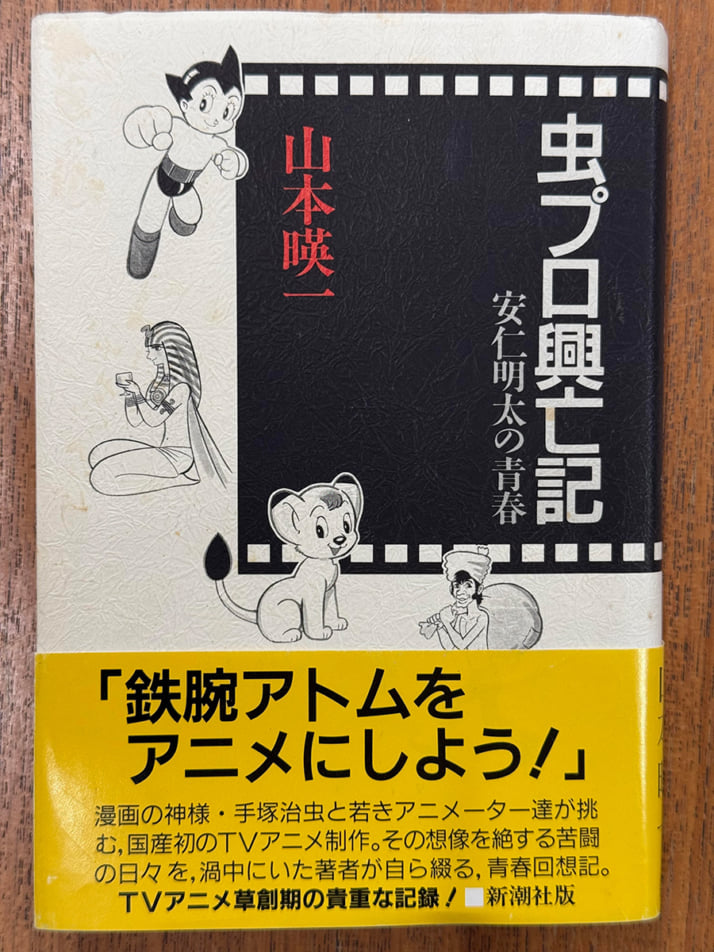 虫プロ興亡記
安仁明太の青春
山本暎一
「鉄腕アトムを
アニメにしよう!」
漫画の神様・手塚治虫と若きアニメーター達が挑
む,国産初のTVアニメ制作。その想像を絶する苦闘
の日々を,渦中にいた著者が自ら綴る,青春回想記。
TVアニメ草創期の貴重な記録! ■新潮社版